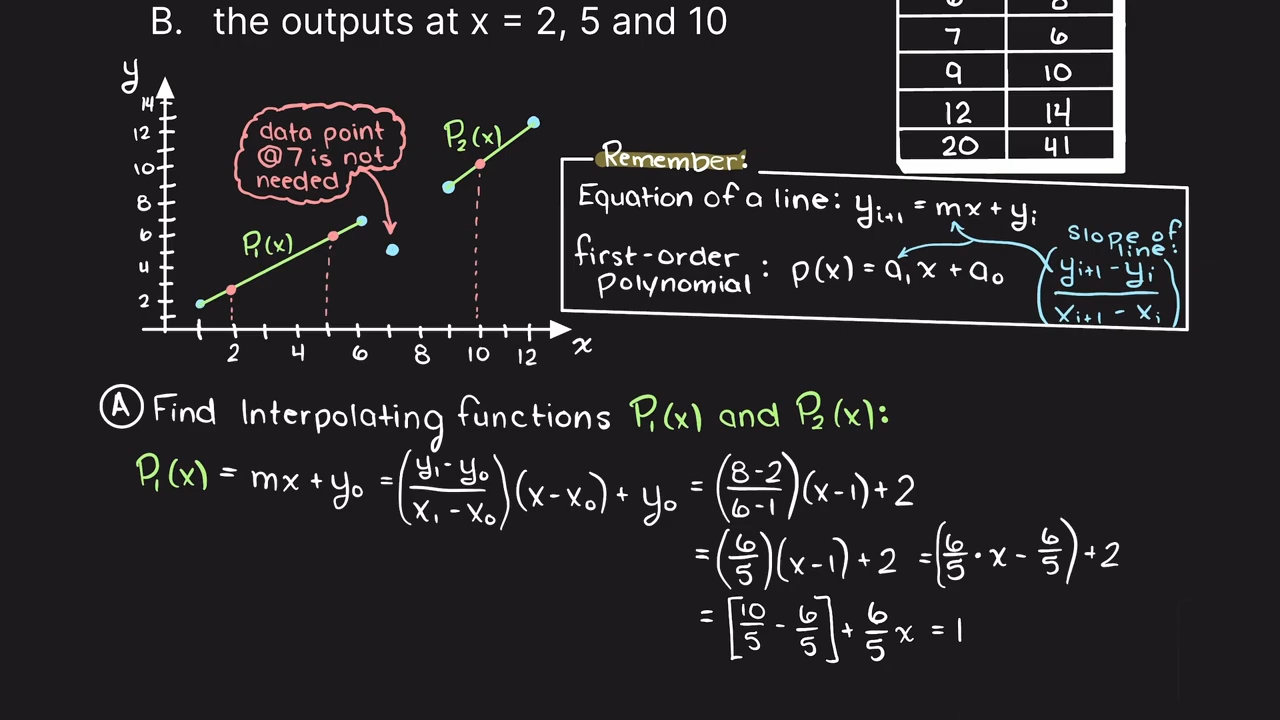 B. the outputs at x = 2, 5 and 10
7 6
9 10
12 14
20 41
y
14
12
10
8
6
4
2
2 4 6 8 10 12
x
data point
@ 7 is not
needed
P₁(x)
P₂(x)
Remember:
Equation of a line: yᵢ₊₁ = mx + yᵢ
first-order
polynomial : p(x) = a₁x + a₀
slope of
line:
(yᵢ₊₁ - yᵢ / xᵢ₊₁ - xᵢ)
A Find Interpolating functions P₁(x) and P₂(x):
P₁(x) = mx + y₀ = (y₁ - y₀ / x₁ - x₀)(x - x₀) + y₀ = (8-2 / 6-1)(x-1) + 2
= (6/5)(x-1) + 2 = (6/5 · x - 6/5) + 2
= [10/5 - 6/5] + 6/5 x = 1